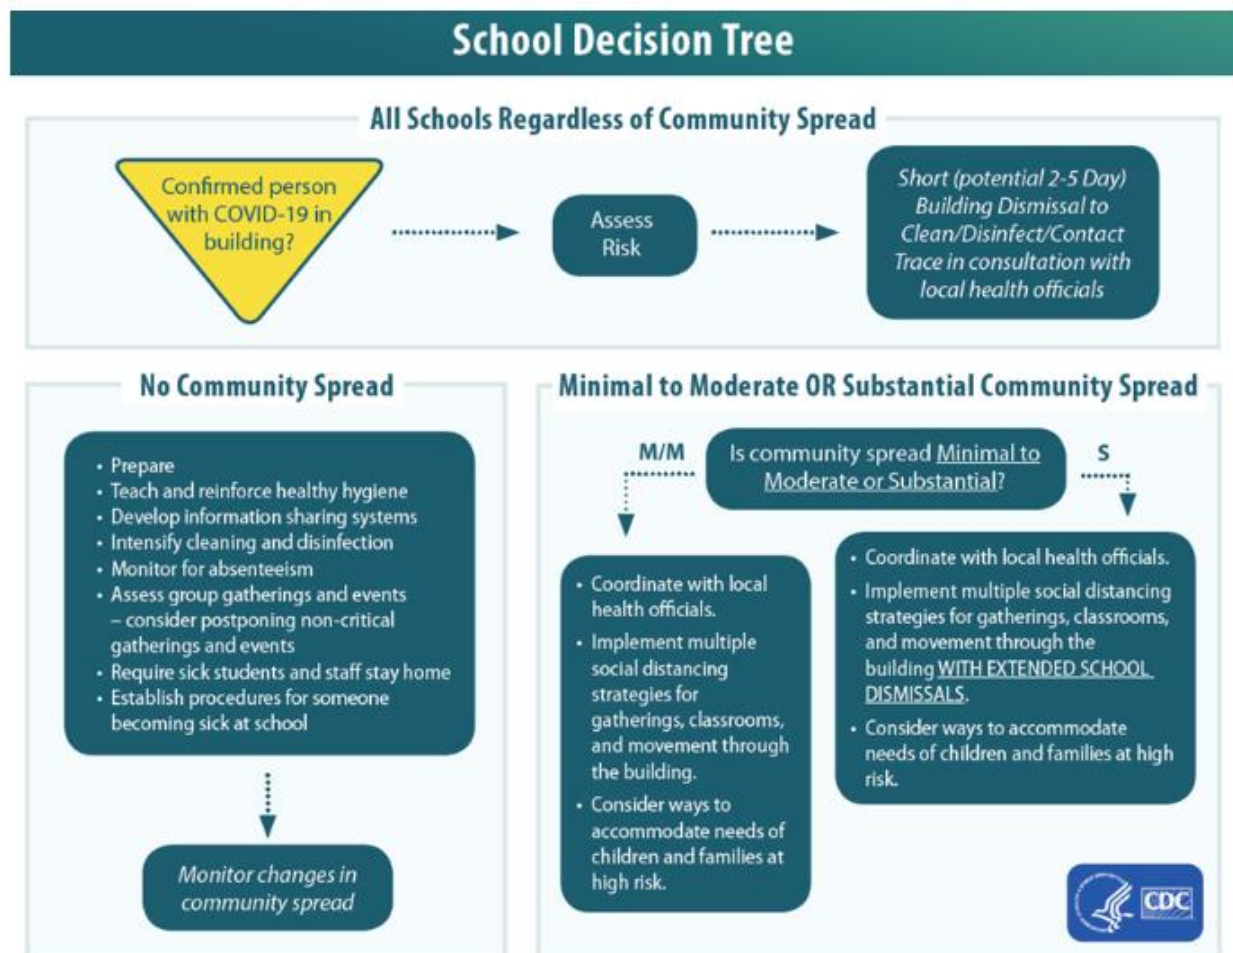 School Decision Tree
All Schools Regardless of Community Spread
Confirmed person
with COVID-19 in
building?
Assess
Risk
Short (potential 2-5 Day)
Building Dismissal to
Clean/Disinfect/Contact
Trace in consultation with
local health officials
No Community Spread
• Prepare
• Teach and reinforce healthy hygiene
• Develop information sharing systems
• Intensify cleaning and disinfection
• Monitor for absenteeism
• Assess group gatherings and events
– consider postponing non-critical
gatherings and events
• Require sick students and staff stay home
• Establish procedures for someone
becoming sick at school
Monitor changes in
community spread
Minimal to Moderate OR Substantial Community Spread
Is community spread Minimal to
Moderate or Substantial?
M/M
• Coordinate with local
health officials.
• Implement multiple
social distancing
strategies for
gatherings, classrooms,
and movement through
the building.
• Consider ways to
accommodate needs of
children and families at
high risk.
S
• Coordinate with local health officials.
• Implement multiple social distancing
strategies for gatherings, classrooms,
and movement through the
building WITH EXTENDED SCHOOL
DISMISSALS.
• Consider ways to accommodate
needs of children and families at high
risk.
CDC